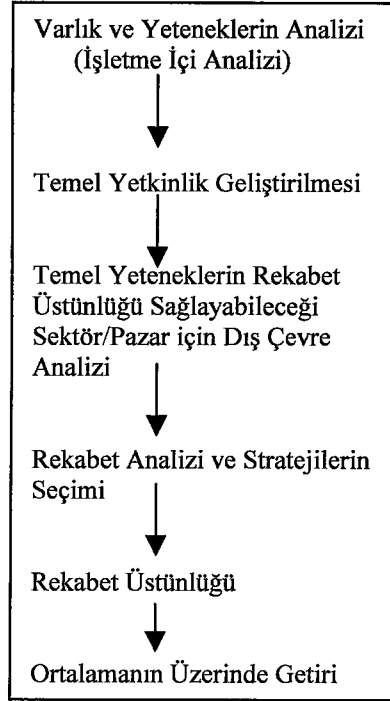 Varlık ve Yeteneklerin Analizi
(İşletme İçi Analizi)
Temel Yetkinlik Geliştirilmesi
Temel Yeteneklerin Rekabet
Üstünlüğü Sağlayabileceği
Sektör/Pazar için Dış Çevre
Analizi
Rekabet Analizi ve Stratejilerin
Seçimi
Rekabet Üstünlüğü
Ortalamanın Üzerinde Getiri